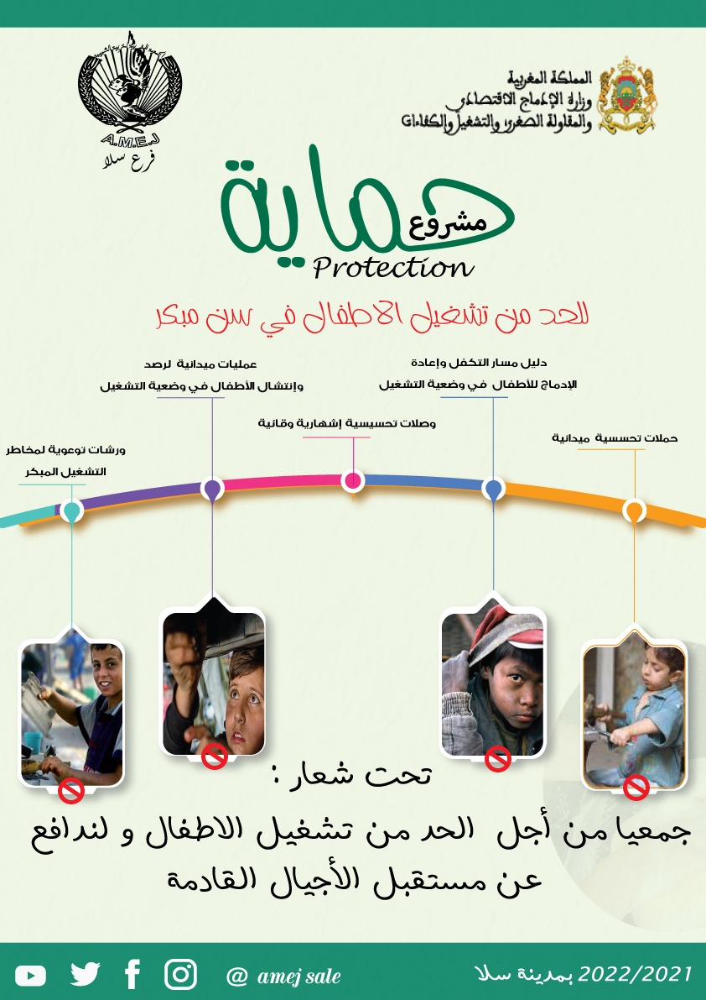 A.M.E.J
فرع سلا
المملكة المغربية
وزارة الإدماج الاقتصادي
والمقاولة الصغرى والتشغيل والكفاءات
مشروع
حماية
Protection
للحد من تشغيل الاطفال في سن مبكر
دليل مسار التكفل وإعادة
الإدماج للأطفال في وضعية التشغيل
عمليات ميدانية لرصد
وإنتشال الأطفال في وضعية التشغيل
وصلات تحسيسية إشهارية وقائية
حملات تحسسية ميدانية
ورشات توعوية لمخاطر
التشغيل المبكر
تحت شعار :
جمعيا من أجل الحد من تشغيل الاطفال و لندافع
عن مستقبل الأجيال القادمة
@ amej sale
2022/2021 بمدينة سلا